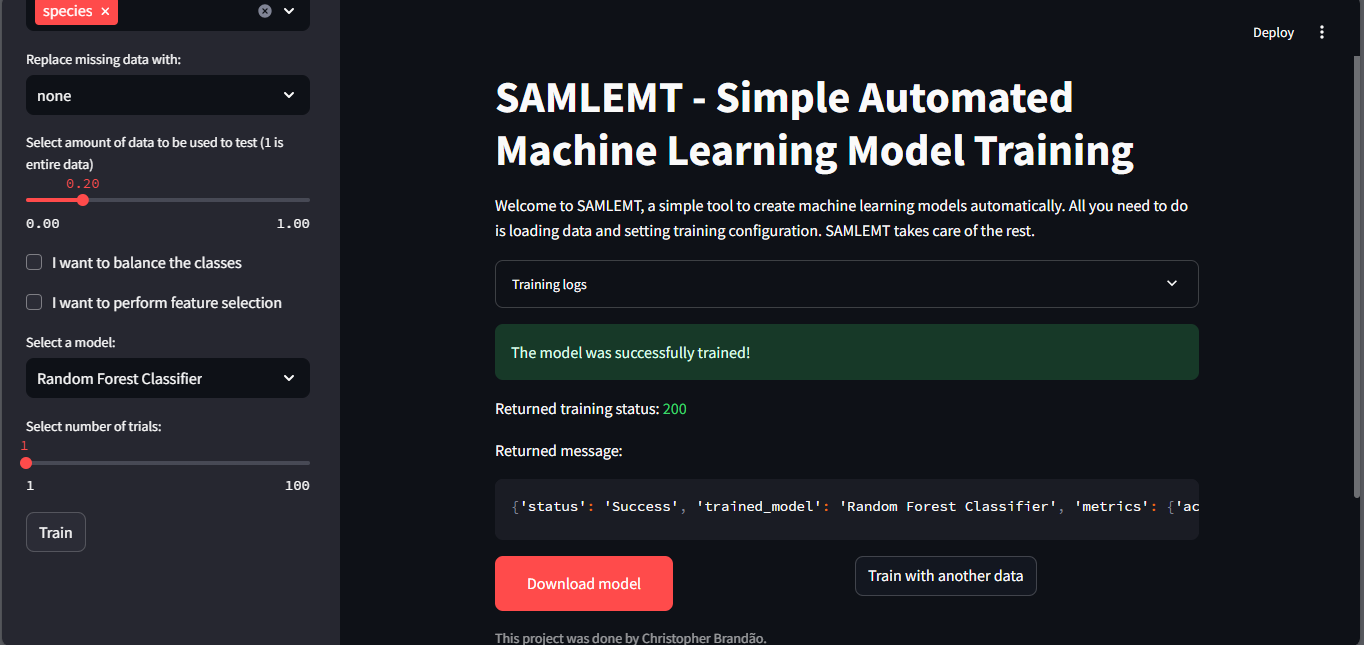 species ×
Replace missing data with:
none
Select amount of data to be used to test (1 is
entire data)
0.20
0.00 1.00
I want to balance the classes
I want to perform feature selection
Select a model:
Random Forest Classifier
Select number of trials:
1
1 100
Train
Deploy
SAMLEMT - Simple Automated
Machine Learning Model Training
Welcome to SAMLEMT, a simple tool to create machine learning models automatically. All you need to do
is loading data and setting training configuration. SAMLEMT takes care of the rest.
Training logs
The model was successfully trained!
Returned training status: 200
Returned message:
{'status': 'Success', 'trained_model': 'Random Forest Classifier', 'metrics': {'ac
Download model
Train with another data
This project was done by Christopher Brandão.